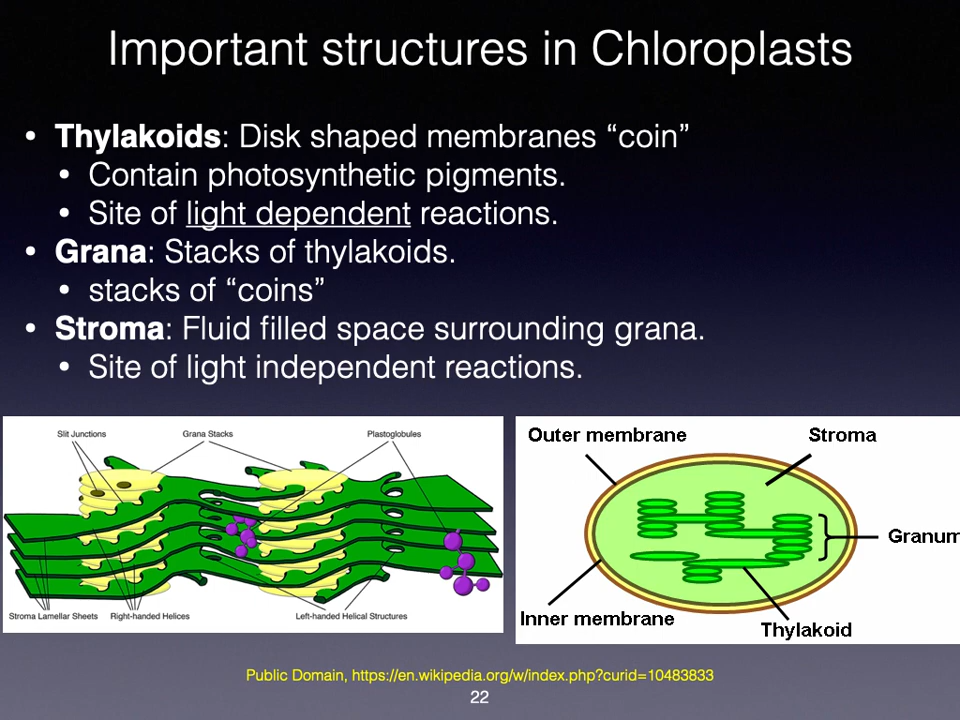 Important structures in Chloroplasts
• Thylakoids: Disk shaped membranes “coin”
• Contain photosynthetic pigments.
• Site of light dependent reactions.
• Grana: Stacks of thylakoids.
• stacks of “coins”
• Stroma: Fluid filled space surrounding grana.
• Site of light independent reactions.
Slit Junctions
Grana Stacks
Plastoglobules
Stroma Lamellar Sheets
Right-handed Helices
Left-handed Helical Structures
Outer membrane
Stroma
Granum
Inner membrane
Thylakoid
Public Domain, https://en.wikipedia.org/w/index.php?curid=10483833
22